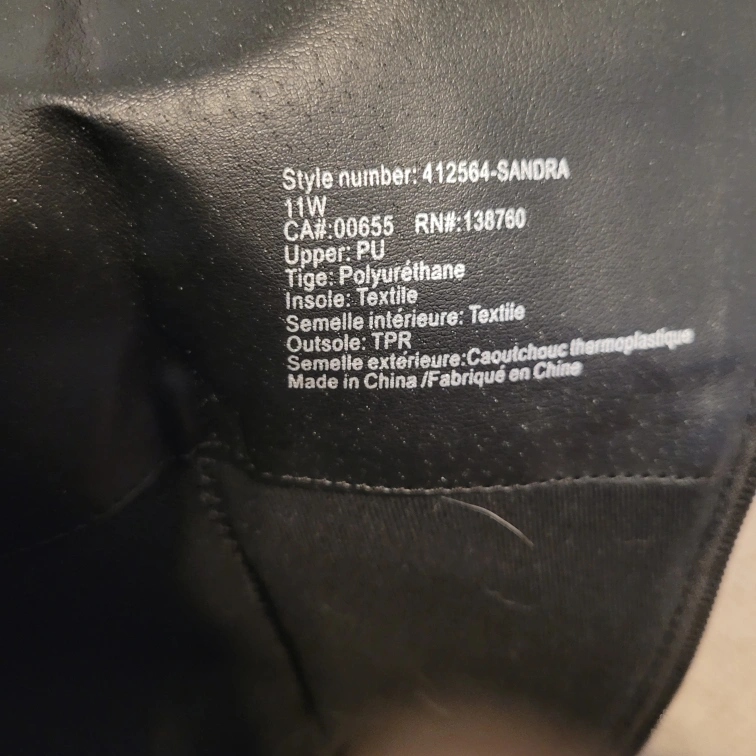 Style number: 412564-SANDRA
11W
CA#:00655 RN#:138760
Upper: PU
Tige: Polyuréthane
Insole: Textile
Semelle intérieure: Textile
Outsole: TPR
Semelle extérieure:Caoutchouc thermoplastique
Made in China /Fabriqué en Chine